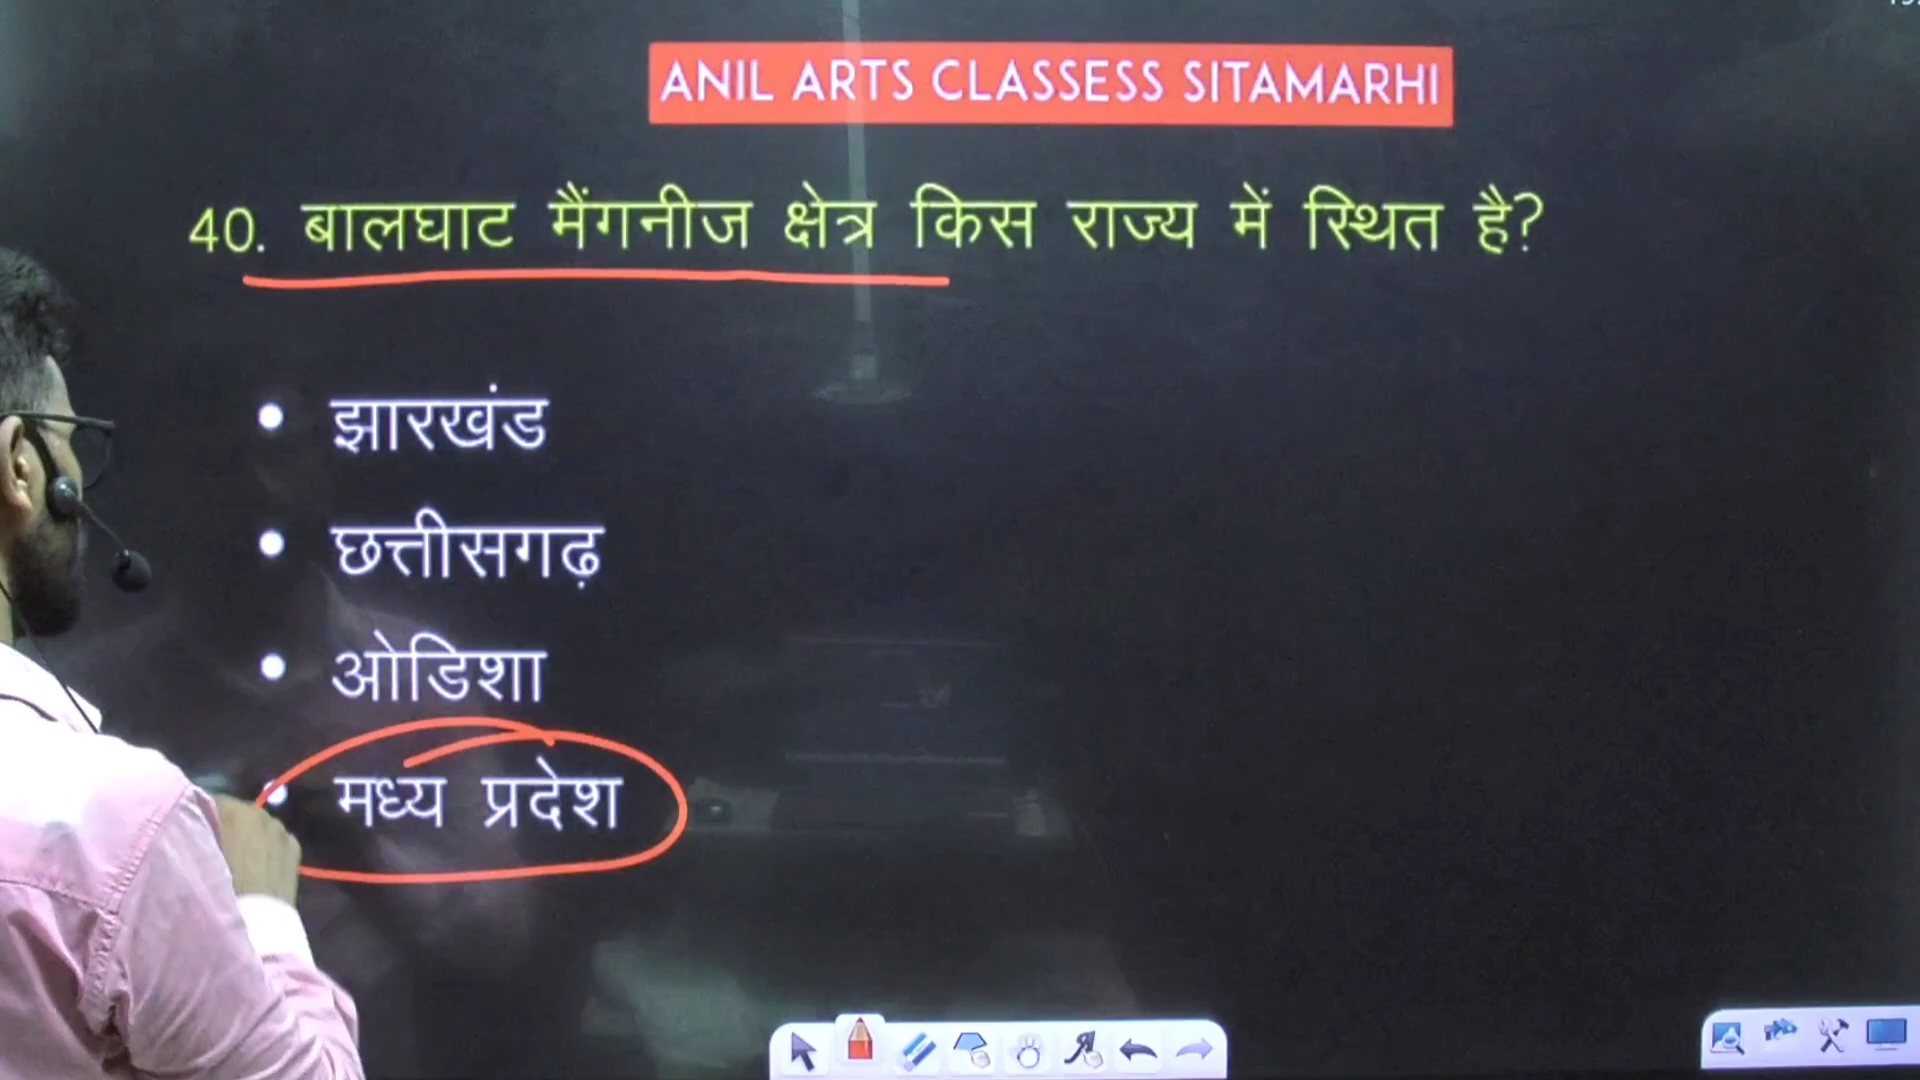 ANIL ARTS CLASSESS SITAMARHI
40. बालघाट मैंगनीज क्षेत्र किस राज्य में स्थित है?
• झारखंड
• छत्तीसगढ़
• ओडिशा
• मध्य प्रदेश